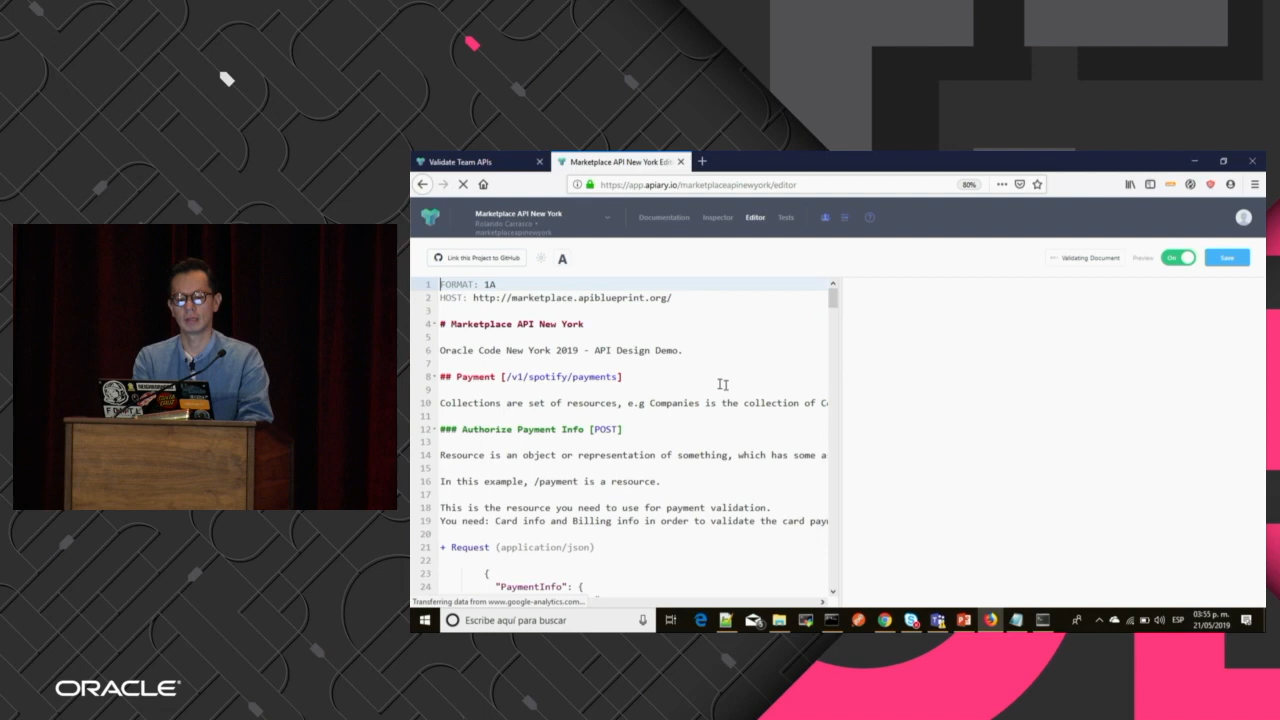 Validate Team APIs
Marketplace API New York Edit
https://app.apiary.io/marketplaceapinewyork/editor
80%
Marketplace API New York
Rolando Carrasco •
marketplaceapinewyork
Documentation
Inspector
Editor
Tests
Link this Project to GitHub
A
Validating Document
Preview
On
Save
1 FORMAT: 1A
2 HOST: http://marketplace.apiblueprint.org/
3
4 # Marketplace API New York
5
6 Oracle Code New York 2019 - API Design Demo.
7
8 ## Payment [/v1/spotify/payments]
9
10 Collections are set of resources, e.g Companies is the collection of C
11
12 ### Authorize Payment Info [POST]
13
14 Resource is an object or representation of something, which has some a
15
16 In this example, /payment is a resource.
17
18 This is the resource you need to use for payment validation.
19 You need: Card info and Billing info in order to validate the card pay
20
21 + Request (application/json)
22
23 {
24 "PaymentInfo": {
Transferring data from www.google-analytics.com...
Escribe aquí para buscar
ESP
03:55 p. m.
21/05/2019
ORACLE